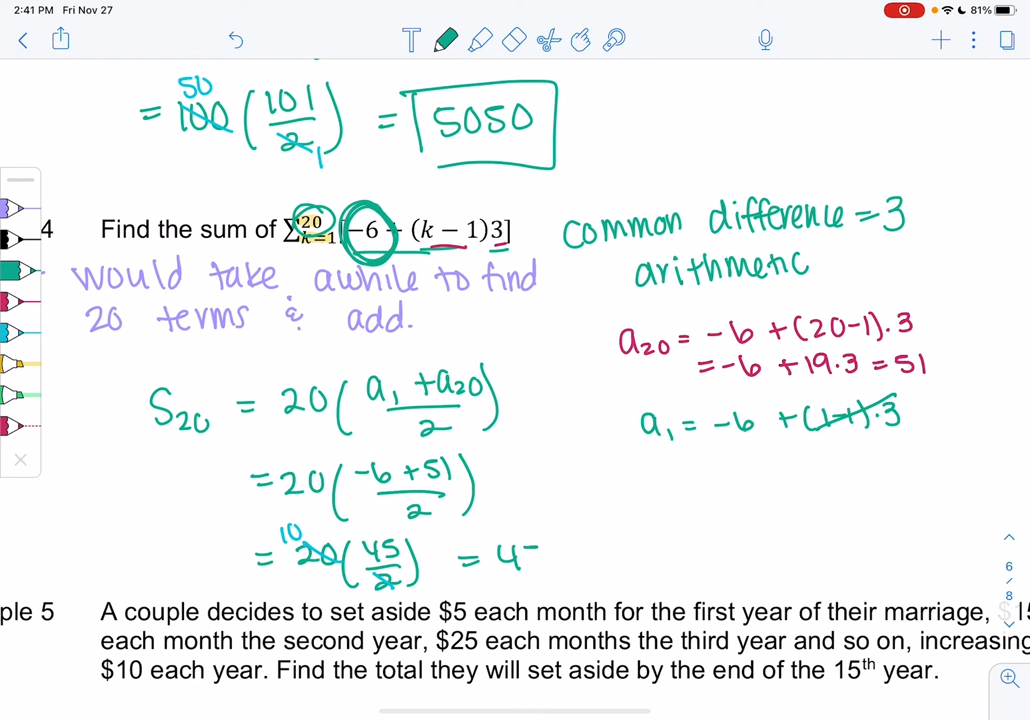 2:41 PM Fri Nov 27
81%
T
50
= 100 (101/2) = 5050
1
4 Find the sum of ∑²⁰ₖ₌₁[−6 + (k − 1)3]
common difference = 3
arithmetic
would take awhile to find
20 terms & add.
a₂₀ = -6 + (20-1)·3
= -6 + 19·3 = 51
a₁ = -6 + (1-1)·3
S₂₀ = 20 (a₁ + a₂₀ / 2)
= 20 (-6 + 51 / 2)
10
= 20 (45/2) = 4
6
/
8
ple 5 A couple decides to set aside $5 each month for the first year of their marriage, $15
each month the second year, $25 each months the third year and so on, increasing
$10 each year. Find the total they will set aside by the end of the 15th year.